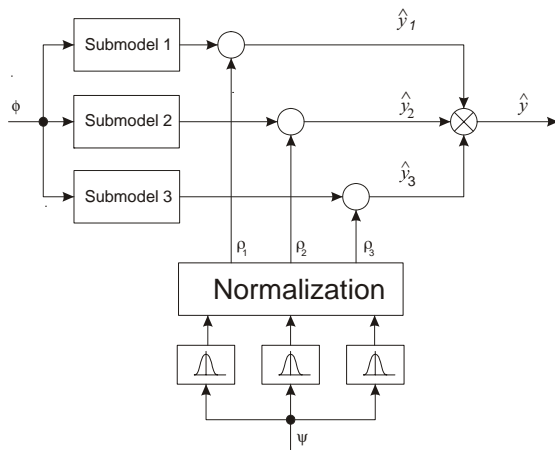 Submodel 1
ŷ₁
ϕ
Submodel 2
ŷ₂
ŷ
Submodel 3
ŷ₃
ρ₁ ρ₂ ρ₃
Normalization
ψ